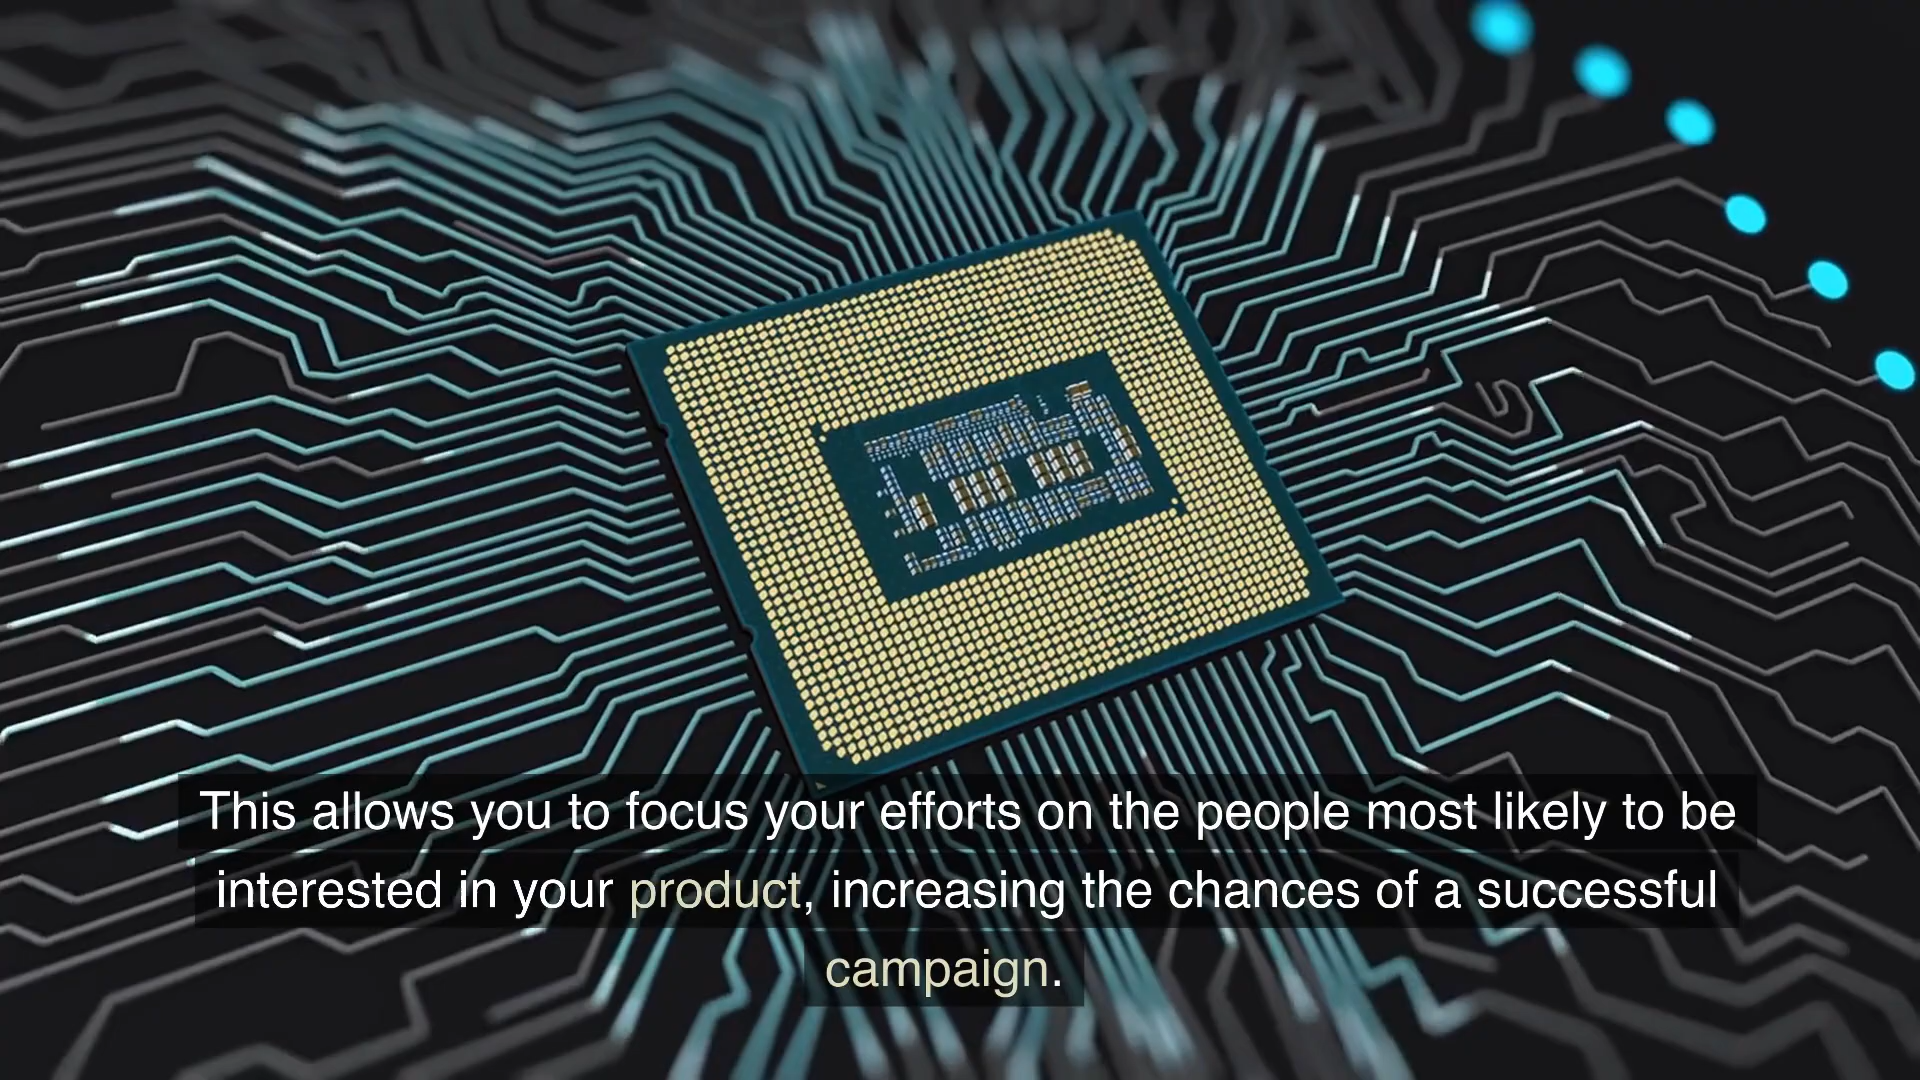 This allows you to focus your efforts on the people most likely to be
interested in your product, increasing the chances of a successful
campaign.